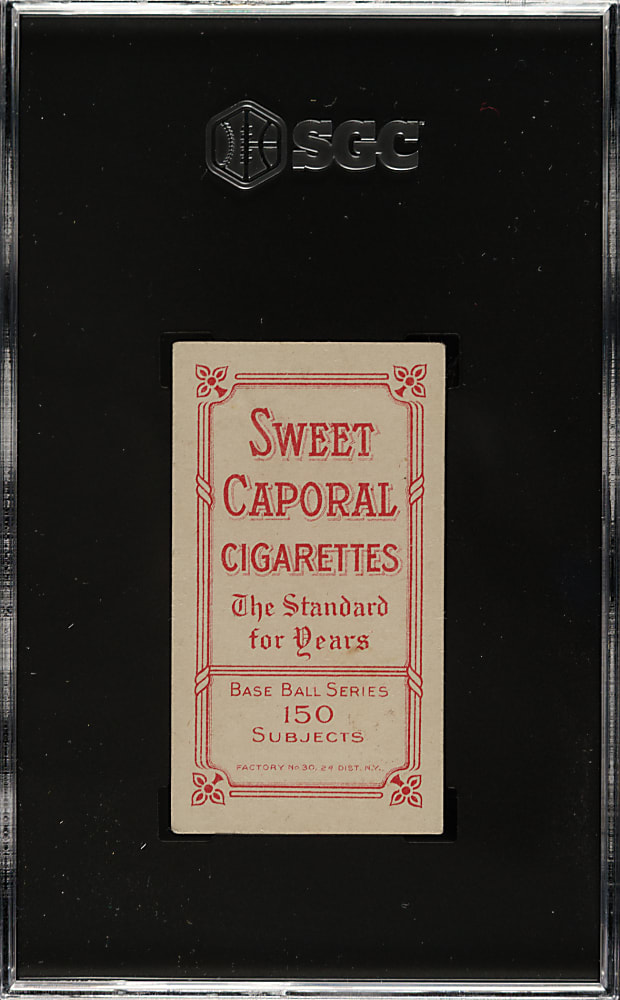 SGC
SWEET
CAPORAL
CIGARETTES
The Standard
for Years
BASE BALL SERIES
150
SUBJECTS
FACTORY No 30, 2d DIST. N.Y.